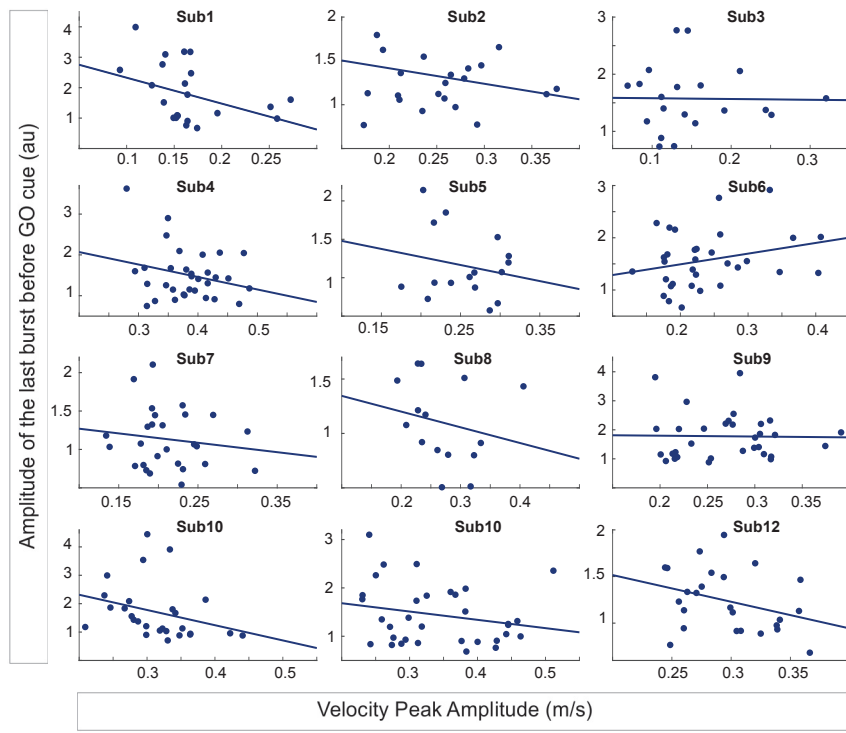 Amplitude of the last burst before GO cue (au)
Sub1
4
3
2
1
0.1 0.15 0.2 0.25
Sub2
2
1.5
1
0.2 0.25 0.3 0.35
Sub3
3
2
1
0.1 0.2 0.3
Sub4
3
2
1
0.3 0.4 0.5
Sub5
2
1.5
1
0.15 0.25 0.35 0.40
Sub6
3
2
1
0.2 0.3 0.4
Sub7
2
1.5
1
0.15 0.25 0.35
Sub8
1.5
1
0.2 0.3 0.4 0.5
Sub9
4
3
2
1
0.2 0.25 0.3 0.35
Sub10
4
3
2
1
0.3 0.4 0.5
Sub10
3
2
1
0.3 0.4 0.5
Sub12
2
1
0.25 0.3 0.35
Velocity Peak Amplitude (m/s)